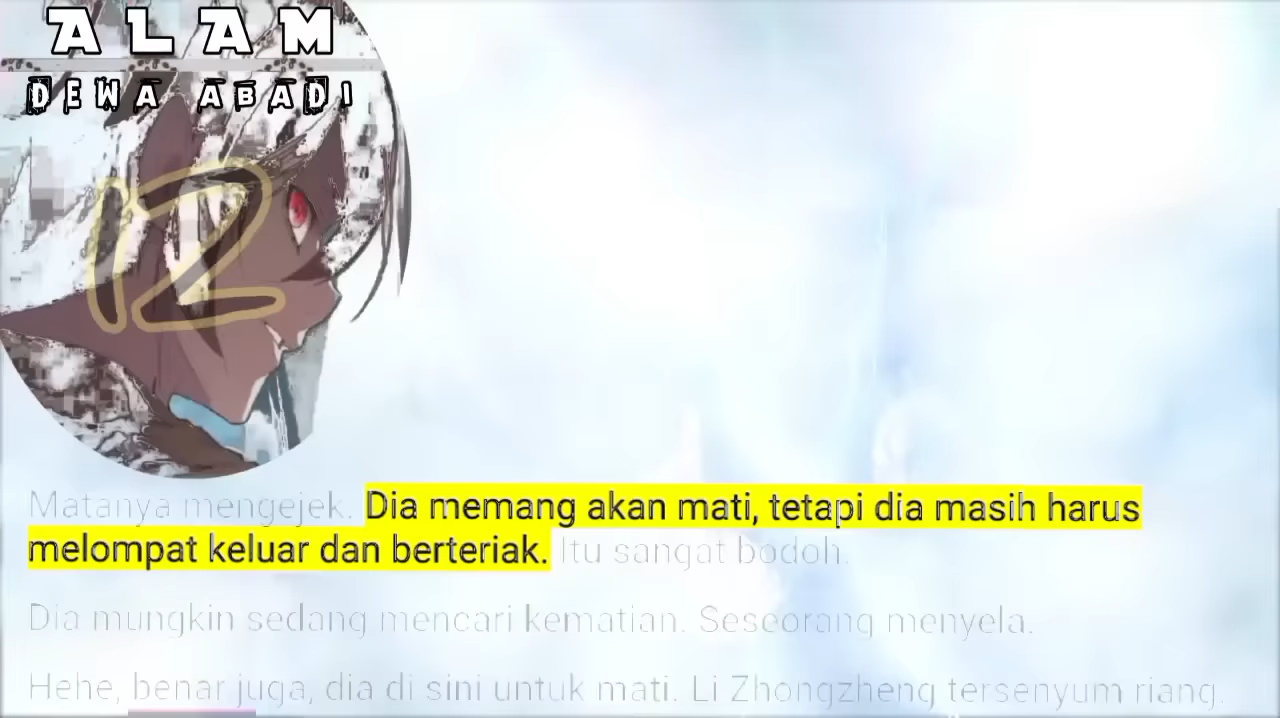 ALAM
DEWA ABADI
12
Matanya mengejek. Dia memang akan mati, tetapi dia masih harus
melompat keluar dan berteriak. Itu sangat bodoh.
Dia mungkin sedang mencari kematian. Seseorang menyela.
Hehe, benar juga, dia di sini untuk mati. Li Zhongzheng tersenyum riang.